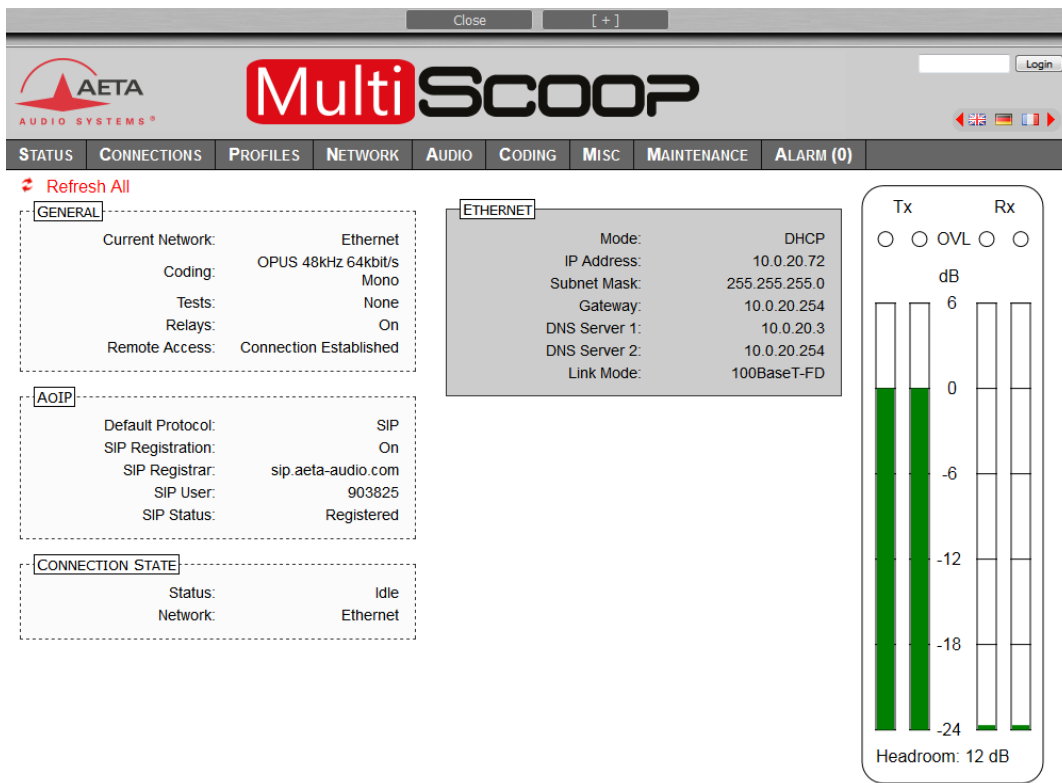 Close [ + ]
AETA
AUDIO SYSTEMS ®
MultiScoop
Login
STATUS CONNECTIONS PROFILES NETWORK AUDIO CODING MISC MAINTENANCE ALARM (0)
Refresh All
GENERAL
Current Network: Ethernet
Coding: OPUS 48kHz 64kbit/s
Mono
Tests: None
Relays: On
Remote Access: Connection Established
AOIP
Default Protocol: SIP
SIP Registration: On
SIP Registrar: sip.aeta-audio.com
SIP User: 903825
SIP Status: Registered
CONNECTION STATE
Status: Idle
Network: Ethernet
ETHERNET
Mode: DHCP
IP Address: 10.0.20.72
Subnet Mask: 255.255.255.0
Gateway: 10.0.20.254
DNS Server 1: 10.0.20.3
DNS Server 2: 10.0.20.254
Link Mode: 100BaseT-FD
Tx Rx
OVL
dB
6
0
-6
-12
-18
-24
Headroom: 12 dB